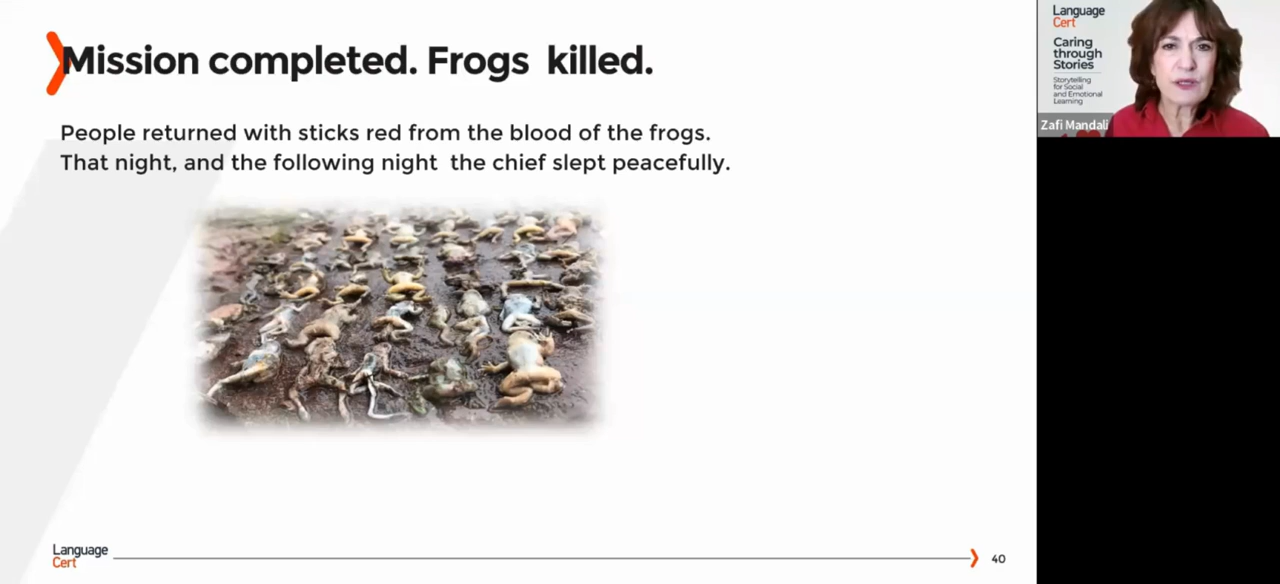 Mission completed. Frogs killed.
People returned with sticks red from the blood of the frogs.
That night, and the following night the chief slept peacefully.
Language
Cert
40
Language
Cert
Caring
through
Stories
Storytelling
for Social
and Emotional
Learning
Zafi Mandali